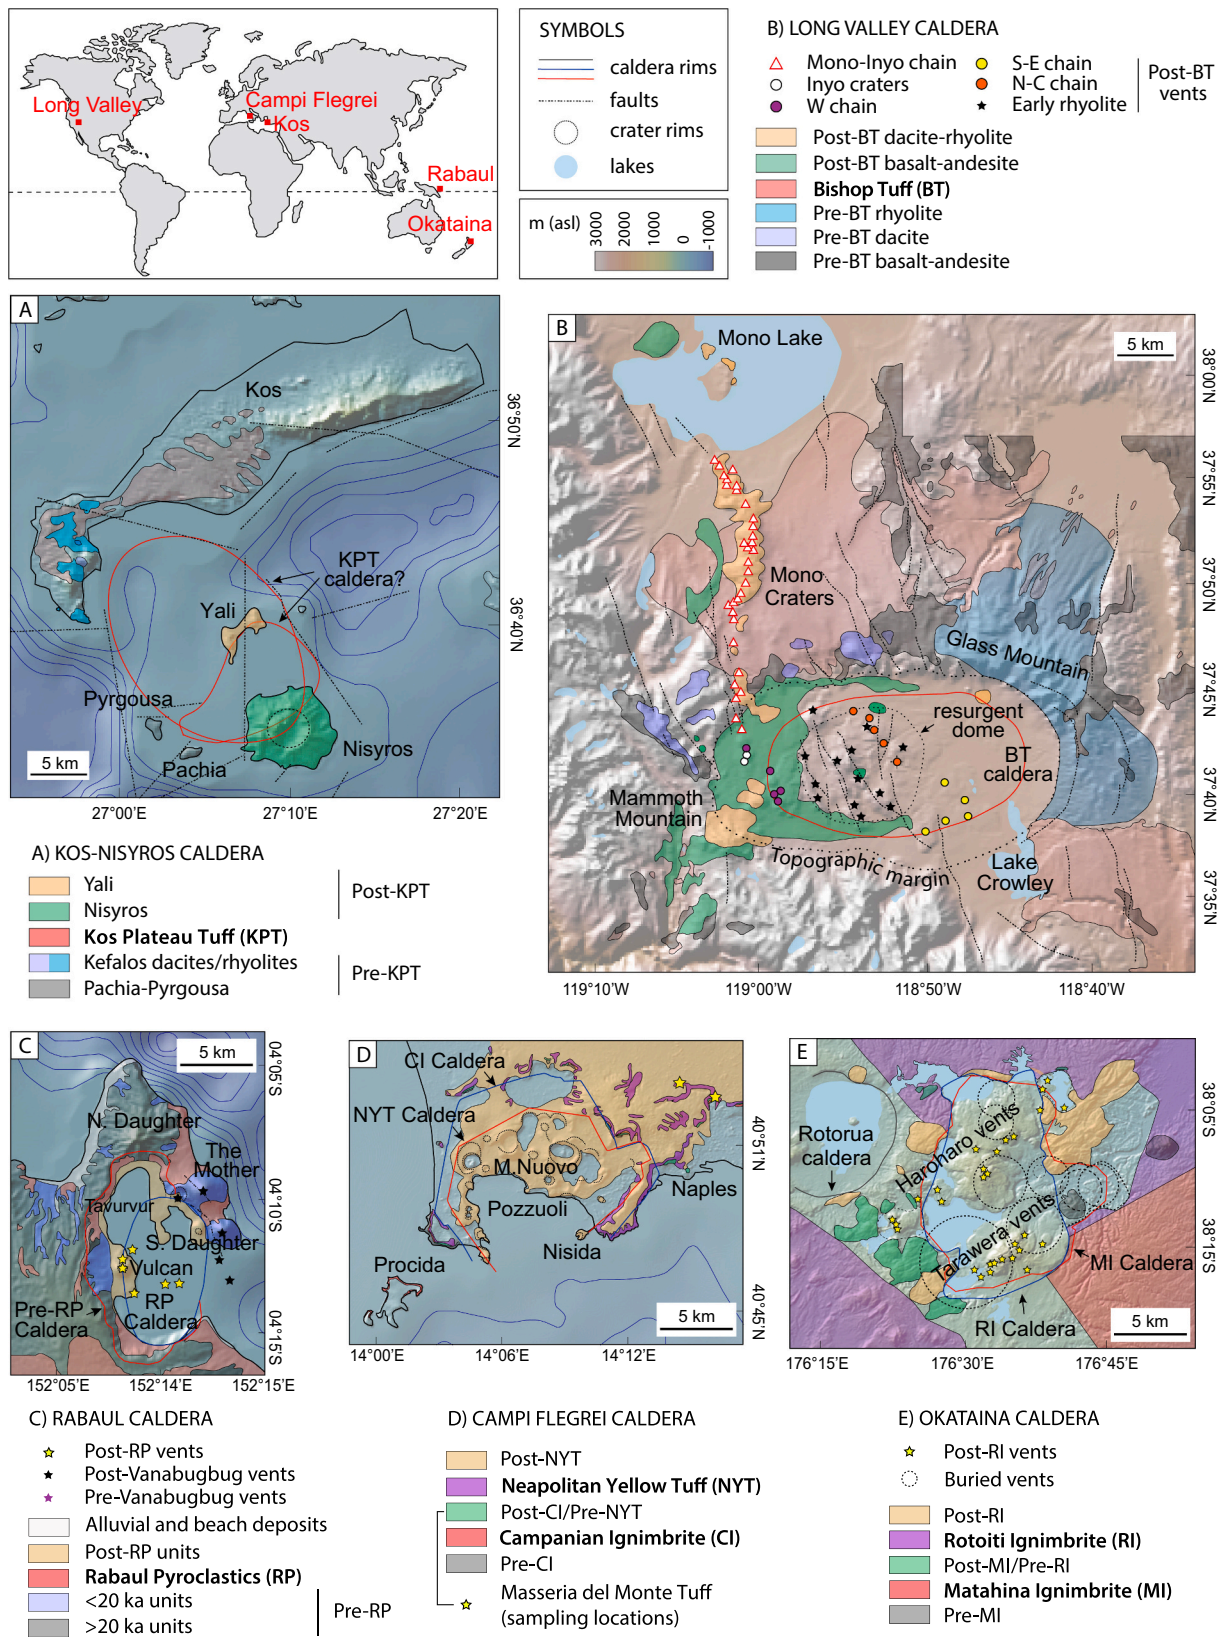 Long Valley
Campi Flegrei
Kos
Rabaul
Okataina
SYMBOLS
caldera rims
faults
crater rims
lakes
m (asl)
3000
2000
1000
0
-1000
B) LONG VALLEY CALDERA
Mono-Inyo chain
Inyo craters
W chain
S-E chain
N-C chain
Early rhyolite
Post-BT
vents
Post-BT dacite-rhyolite
Post-BT basalt-andesite
Bishop Tuff (BT)
Pre-BT rhyolite
Pre-BT dacite
Pre-BT basalt-andesite
A
Kos
KPT
caldera?
Yali
Pyrgousa
Pachia
Nisyros
5 km
36°50'N
36°40'N
27°00'E
27°10'E
27°20'E
A) KOS-NISYROS CALDERA
Yali
Nisyros
Post-KPT
Kos Plateau Tuff (KPT)
Kefalos dacites/rhyolites
Pachia-Pyrgousa
Pre-KPT
B
Mono Lake
5 km
Mono
Craters
Glass Mountain
resurgent
dome
BT
caldera
Mammoth
Mountain
Topographic margin
Lake
Crowley
38°00'N
37°55'N
37°50'N
37°45'N
37°40'N
37°35'N
119°10'W
119°00'W
118°50'W
118°40'W
C
5 km
N. Daughter
The
Mother
Tavurvur
S. Daughter
Vulcan
RP
Caldera
Pre-RP
Caldera
04°05'S
04°10'S
04°15'S
152°05'E
152°14'E
152°15'E
C) RABAUL CALDERA
Post-RP vents
Post-Vanabugbug vents
Pre-Vanabugbug vents
Alluvial and beach deposits
Post-RP units
Rabaul Pyroclastics (RP)
<20 ka units
>20 ka units
Pre-RP
D
CI Caldera
NYT Caldera
M.Nuovo
Pozzuoli
Naples
Nisida
Procida
5 km
40°51'N
40°45'N
14°00'E
14°06'E
14°12'E
D) CAMPI FLEGREI CALDERA
Post-NYT
Neapolitan Yellow Tuff (NYT)
Post-CI/Pre-NYT
Campanian Ignimbrite (CI)
Pre-CI
Masseria del Monte Tuff
(sampling locations)
E
Rotorua
caldera
Haroharo vents
Tarawera vents
MI Caldera
RI Caldera
5 km
38°05'S
38°15'S
176°15'E
176°30'E
176°45'E
E) OKATAINA CALDERA
Post-RI vents
Buried vents
Post-RI
Rotoiti Ignimbrite (RI)
Post-MI/Pre-RI
Matahina Ignimbrite (MI)
Pre-MI